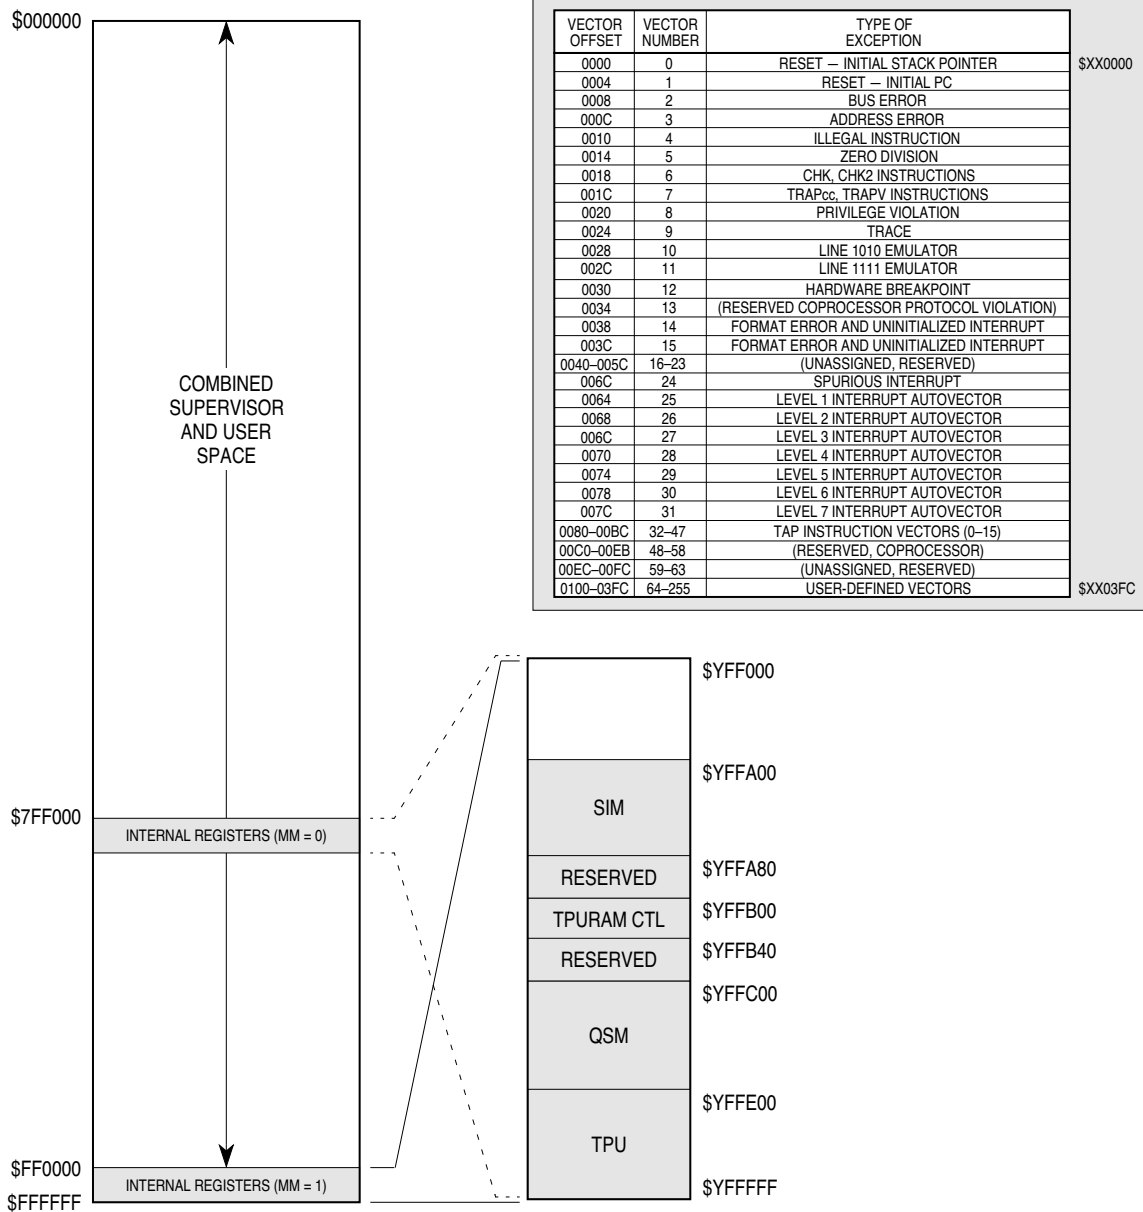 $000000
VECTOR OFFSET VECTOR NUMBER TYPE OF EXCEPTION
0000 0 RESET — INITIAL STACK POINTER $XX0000
0004 1 RESET — INITIAL PC
0008 2 BUS ERROR
000C 3 ADDRESS ERROR
0010 4 ILLEGAL INSTRUCTION
0014 5 ZERO DIVISION
0018 6 CHK, CHK2 INSTRUCTIONS
001C 7 TRAPcc, TRAPV INSTRUCTIONS
0020 8 PRIVILEGE VIOLATION
0024 9 TRACE
0028 10 LINE 1010 EMULATOR
002C 11 LINE 1111 EMULATOR
0030 12 HARDWARE BREAKPOINT
0034 13 (RESERVED COPROCESSOR PROTOCOL VIOLATION)
0038 14 FORMAT ERROR AND UNINITIALIZED INTERRUPT
003C 15 FORMAT ERROR AND UNINITIALIZED INTERRUPT
0040–005C 16–23 (UNASSIGNED, RESERVED)
006C 24 SPURIOUS INTERRUPT
0064 25 LEVEL 1 INTERRUPT AUTOVECTOR
0068 26 LEVEL 2 INTERRUPT AUTOVECTOR
006C 27 LEVEL 3 INTERRUPT AUTOVECTOR
0070 28 LEVEL 4 INTERRUPT AUTOVECTOR
0074 29 LEVEL 5 INTERRUPT AUTOVECTOR
0078 30 LEVEL 6 INTERRUPT AUTOVECTOR
007C 31 LEVEL 7 INTERRUPT AUTOVECTOR
0080–00BC 32–47 TAP INSTRUCTION VECTORS (0–15)
00C0–00EB 48–58 (RESERVED, COPROCESSOR)
00EC–00FC 59–63 (UNASSIGNED, RESERVED)
0100–03FC 64–255 USER-DEFINED VECTORS $XX03FC
COMBINED
SUPERVISOR
AND USER
SPACE
$7FF000
INTERNAL REGISTERS (MM = 0)
$FF0000
INTERNAL REGISTERS (MM = 1)
$FFFFFF
$YFF000
$YFFA00
SIM
$YFFA80
RESERVED
$YFFB00
TPURAM CTL
$YFFB40
RESERVED
$YFFC00
QSM
$YFFE00
TPU
$YFFFFF